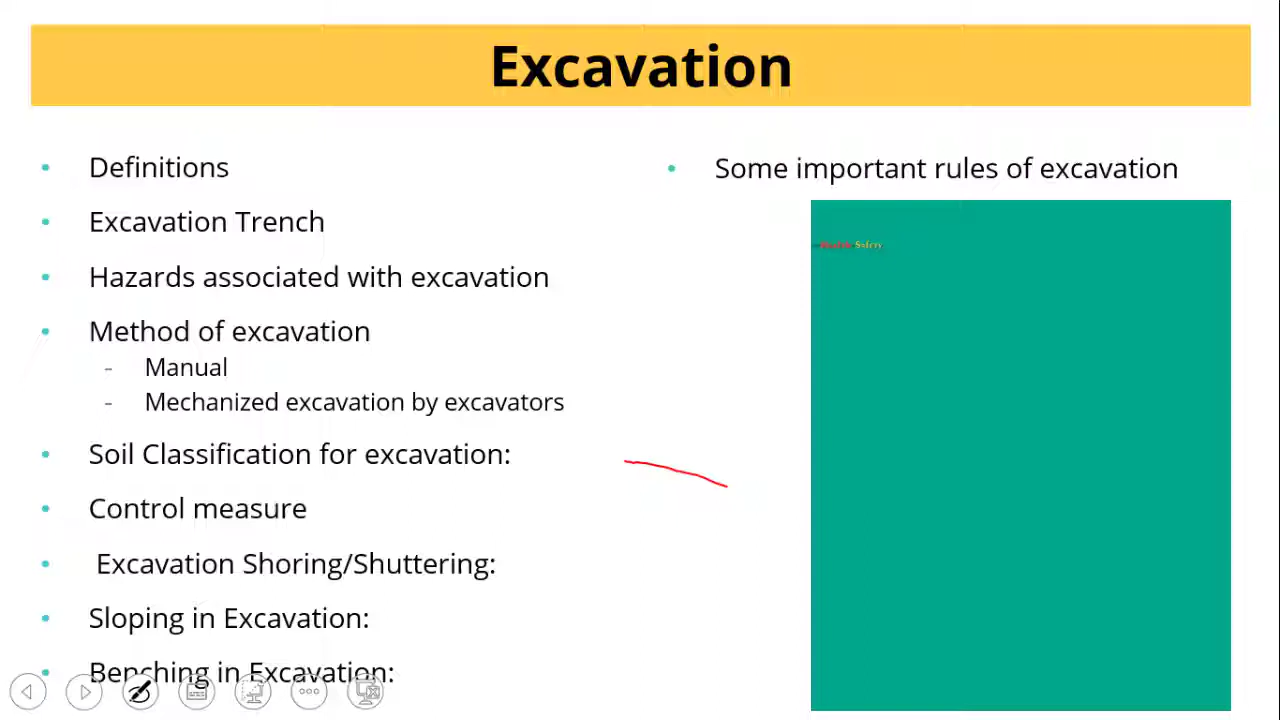 Excavation
• Definitions
• Excavation Trench
• Hazards associated with excavation
• Method of excavation
- Manual
- Mechanized excavation by excavators
• Soil Classification for excavation:
• Control measure
• Excavation Shoring/Shuttering:
• Sloping in Excavation:
• Benching in Excavation:
• Some important rules of excavation
Safety